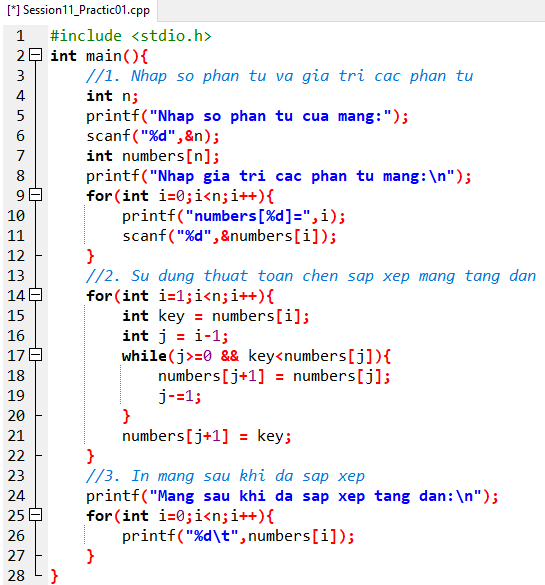 [*] Session11_Practic01.cpp
1 #include <stdio.h>
2 int main(){
3 //1. Nhap so phan tu va gia tri cac phan tu
4 int n;
5 printf("Nhap so phan tu cua mang:");
6 scanf("%d",&n);
7 int numbers[n];
8 printf("Nhap gia tri cac phan tu mang:\n");
9 for(int i=0;i<n;i++){
10 printf("numbers[%d]=",i);
11 scanf("%d",&numbers[i]);
12 }
13 //2. Su dung thuat toan chen sap xep mang tang dan
14 for(int i=1;i<n;i++){
15 int key = numbers[i];
16 int j = i-1;
17 while(j>=0 && key<numbers[j]){
18 numbers[j+1] = numbers[j];
19 j-=1;
20 }
21 numbers[j+1] = key;
22 }
23 //3. In mang sau khi da sap xep
24 printf("Mang sau khi da sap xep tang dan:\n");
25 for(int i=0;i<n;i++){
26 printf("%d\t",numbers[i]);
27 }
28 }